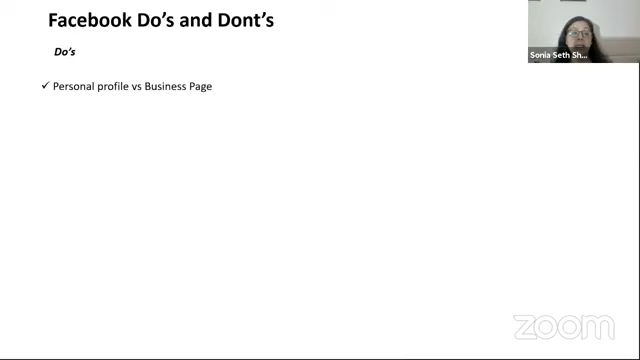 Facebook Do's and Dont's
Do's
✓ Personal profile vs Business Page
Sonia Seth Sh...
zoom